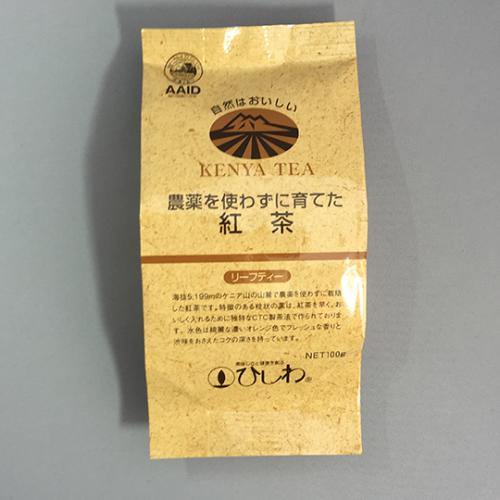 AAID
自然はおいしい
KENYA TEA
農薬を使わずに育てた
紅茶
リーフティー
海抜5,199mのケニア山の山麓で農薬を使わずに栽培
した紅茶です。特徴のある粒状の葉は、紅茶を早く、お
いしく入れるために独特なCTC製茶法で作られておりま
す。水色は綺麗な濃いオレンジ色でフレッシュな香りと
渋味をおさえたコクの深さを持っています。
NET100g
ひしわ®